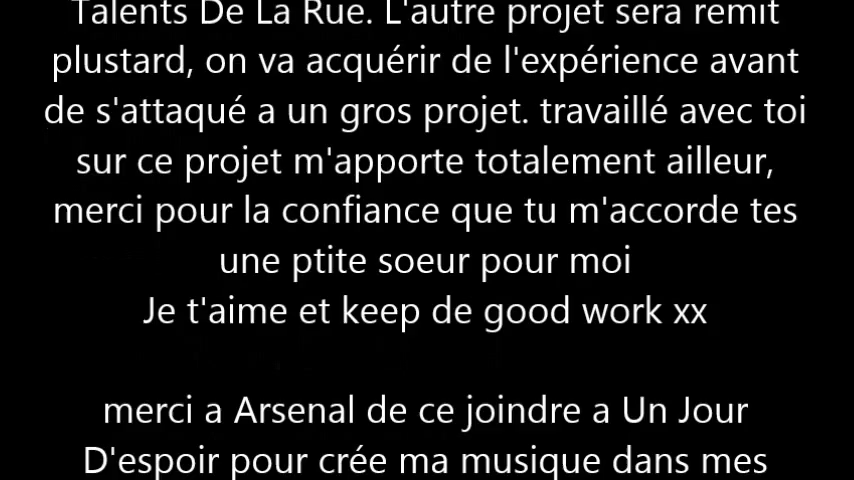 Talents De La Rue. L'autre projet sera remit
plustard, on va acquérir de l'expérience avant
de s'attaqué a un gros projet. travaillé avec toi
sur ce projet m'apporte totalement ailleur,
merci pour la confiance que tu m'accorde tes
une ptite soeur pour moi
Je t'aime et keep de good work xx
merci a Arsenal de ce joindre a Un Jour
D'espoir pour crée ma musique dans mes